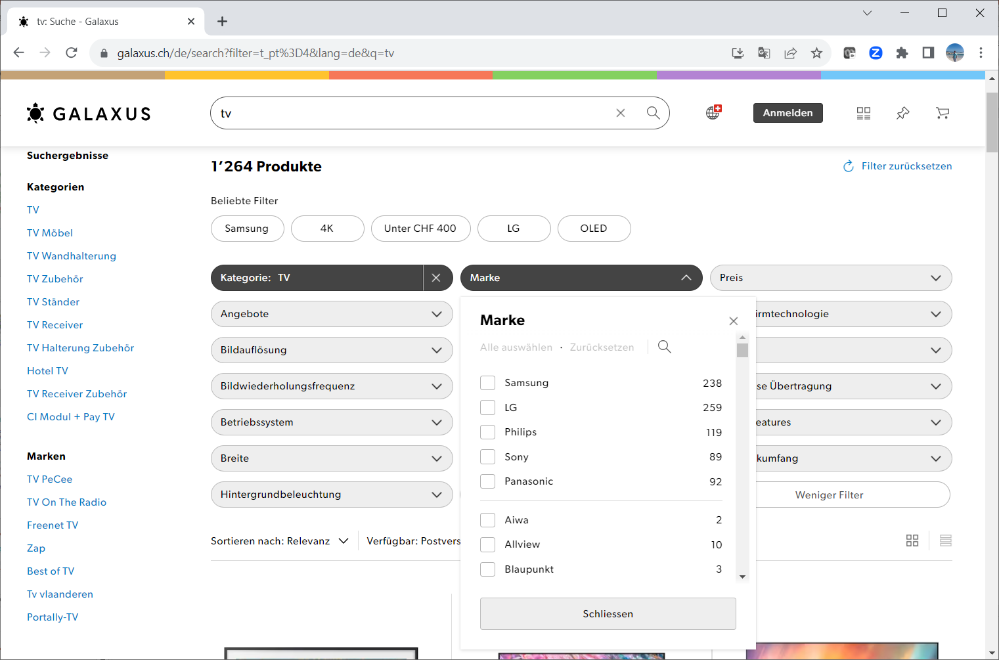 tv: Suche - Galaxus
galaxus.ch/de/search?filter=t_pt%3D4&lang=de&q=tv
GALAXUS
tv
Anmelden
Suchergebnisse
Kategorien
TV
TV Möbel
TV Wandhalterung
TV Zubehör
TV Ständer
TV Receiver
TV Halterung Zubehör
Hotel TV
TV Receiver Zubehör
CI Modul + Pay TV
Marken
TV PeCee
TV On The Radio
Freenet TV
Zap
Best of TV
Tv vlaanderen
Portally-TV
1’264 Produkte
Filter zurücksetzen
Beliebte Filter
Samsung
4K
Unter CHF 400
LG
OLED
Kategorie: TV
Marke
Preis
Angebote
irmtechnologie
Bildauflösung
Bildwiederholungsfrequenz
se Übertragung
Betriebssystem
eatures
Breite
kumfang
Hintergrundbeleuchtung
Weniger Filter
Sortieren nach: Relevanz
Verfügbar: Postvers
Marke
Alle auswählen · Zurücksetzen
Samsung 238
LG 259
Philips 119
Sony 89
Panasonic 92
Aiwa 2
Allview 10
Blaupunkt 3
Schliessen